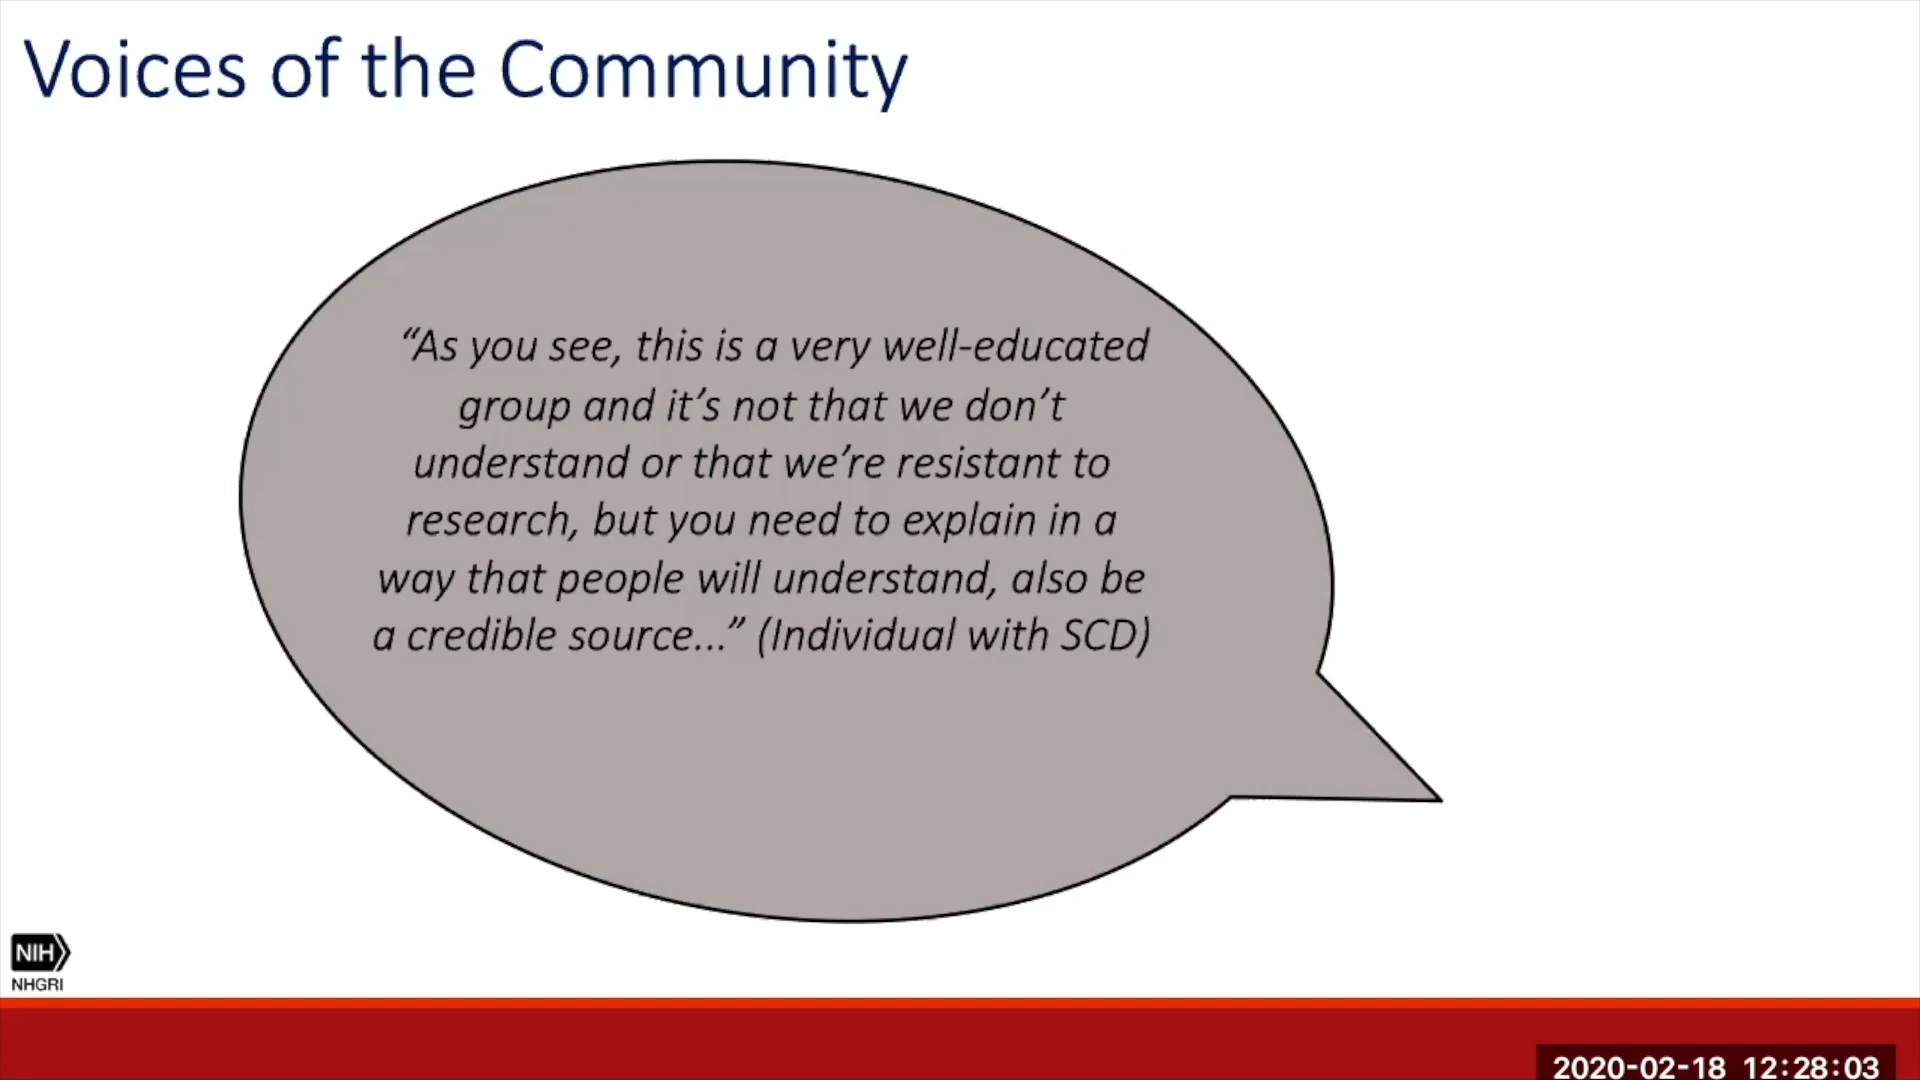 Voices of the Community
“As you see, this is a very well-educated
group and it’s not that we don’t
understand or that we’re resistant to
research, but you need to explain in a
way that people will understand, also be
a credible source...” (Individual with SCD)
NIH
NHGRI
2020-02-18 12:28:03